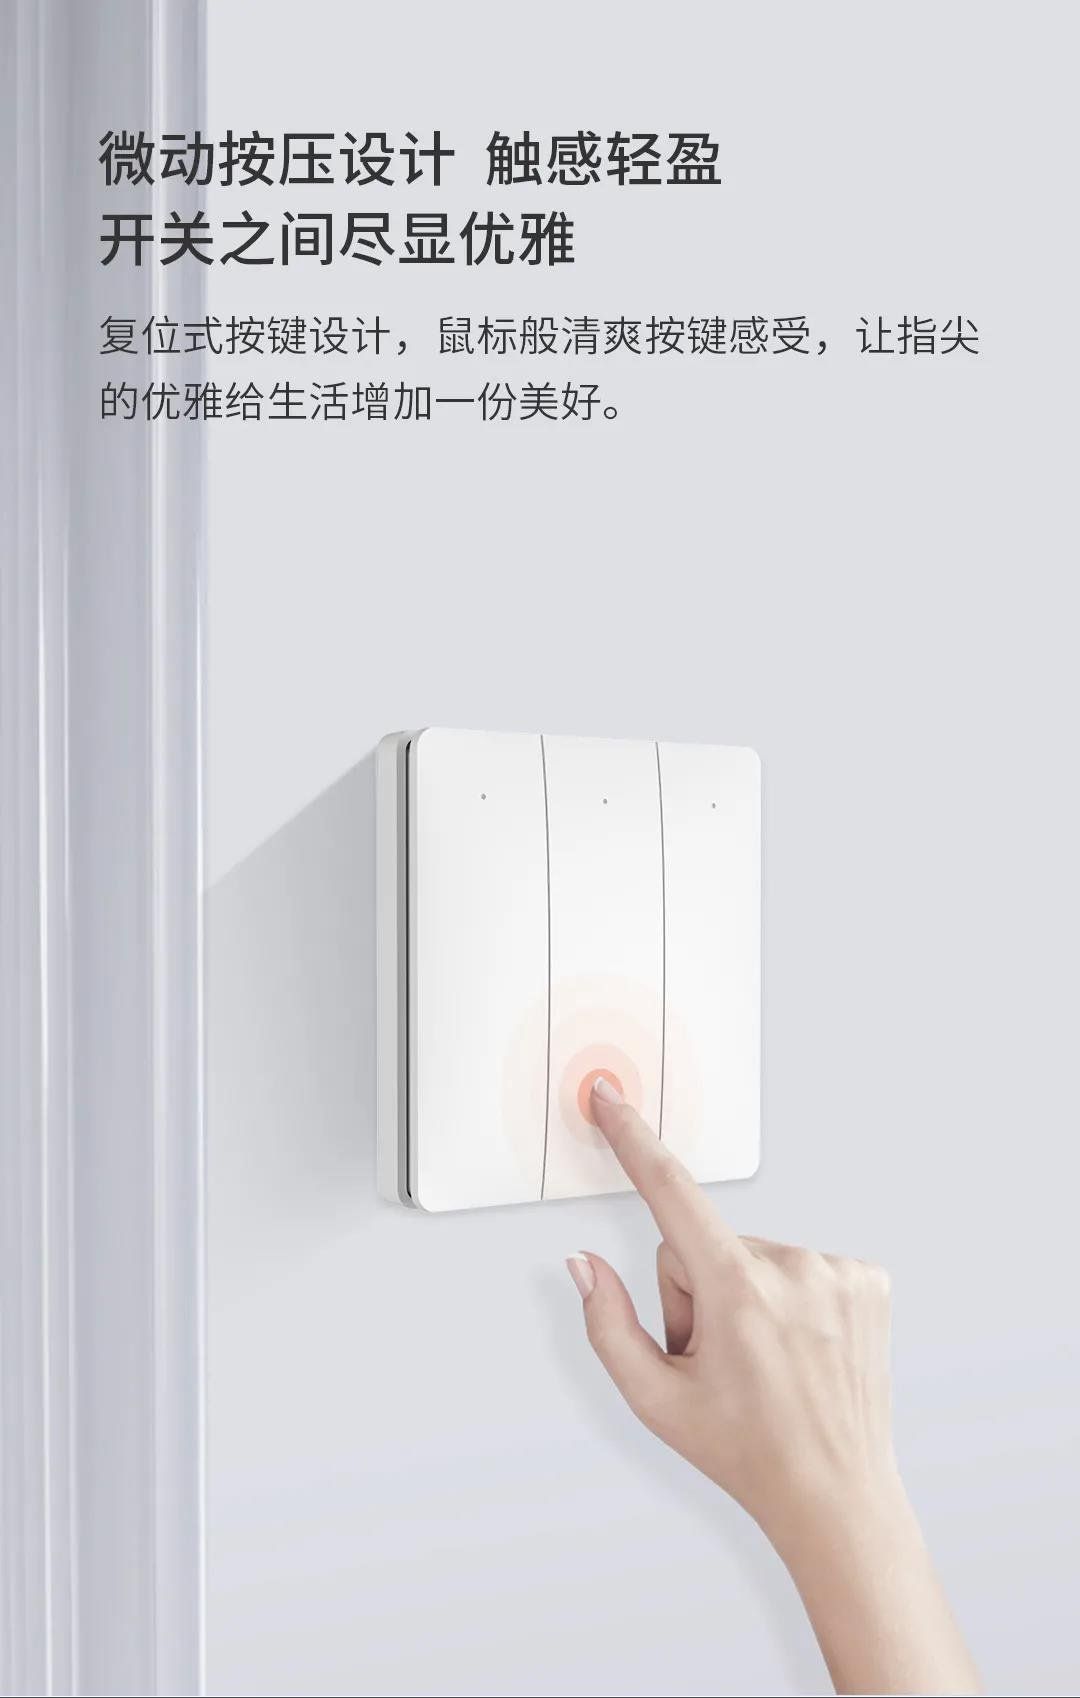 微动按压设计 触感轻盈
开关之间尽显优雅
复位式按键设计，鼠标般清爽按键感受，让指尖
的优雅给生活增加一份美好。